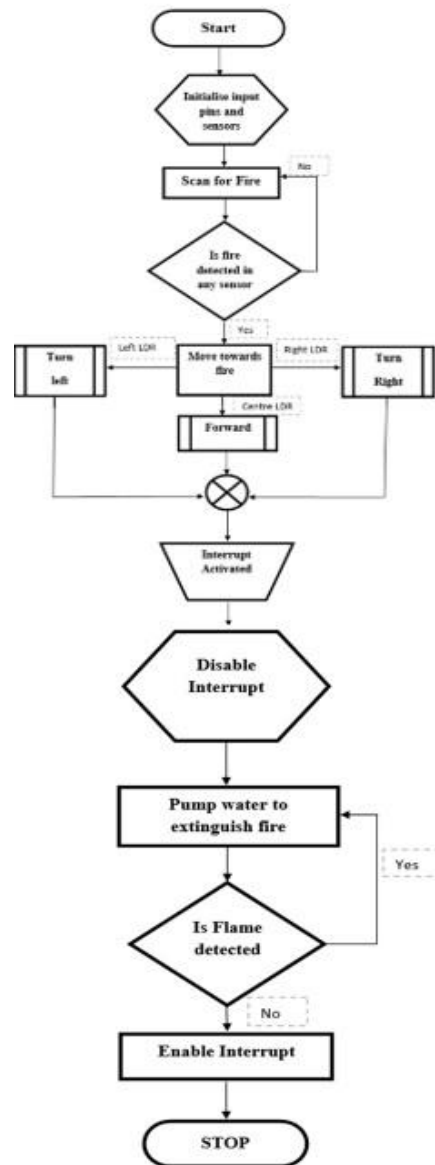 Start
Initialise input
pins and
sensors
No
Scan for Fire
Is fire
detected in
any sensor
Yes
Turn
left
Left LDR
Move towards
fire
Right LDR
Turn
Right
Centre LDR
Forward
Interrupt
Activated
Disable
Interrupt
Pump water to
extinguish fire
Yes
Is Flame
detected
No
Enable Interrupt
STOP